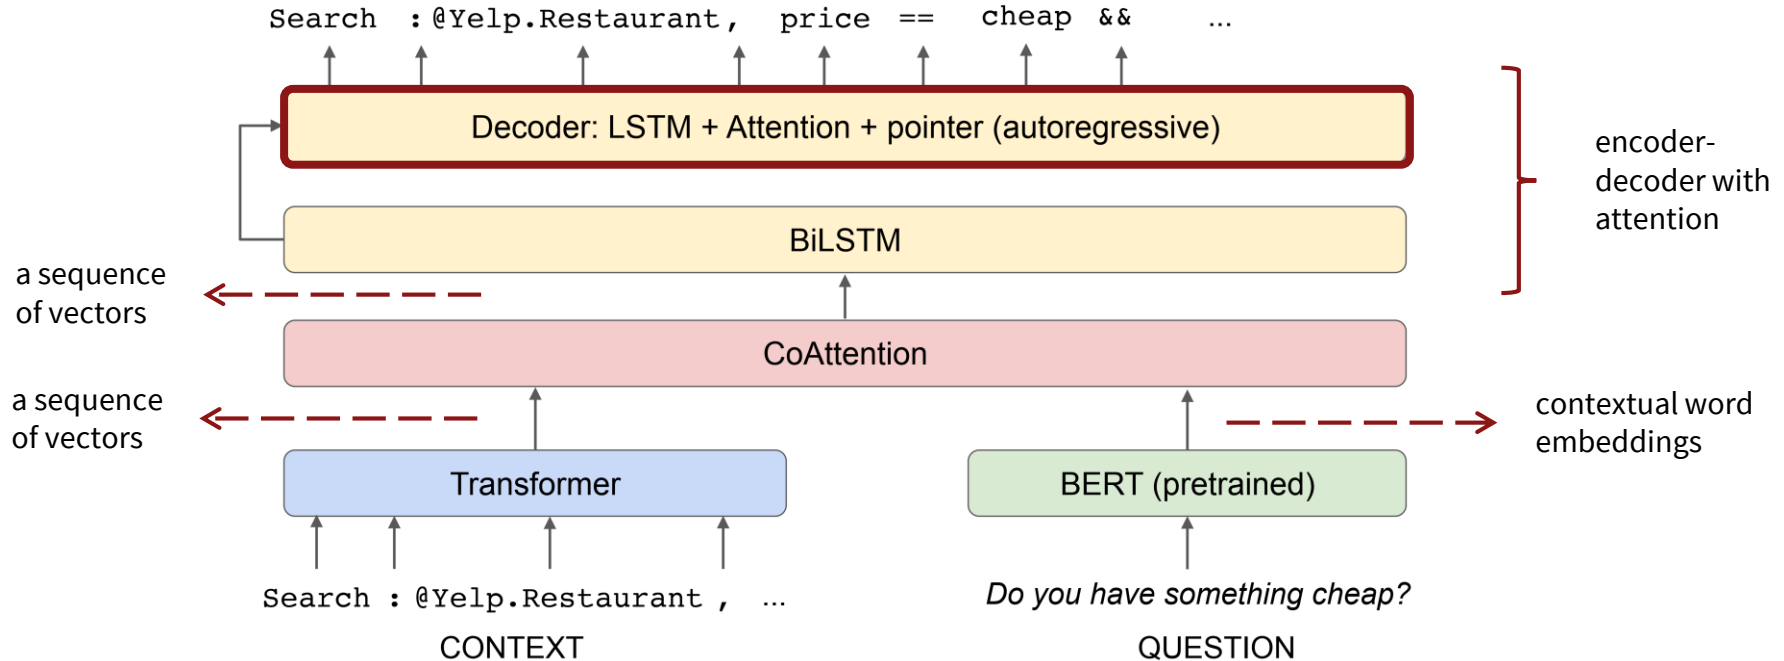 Search : @Yelp.Restaurant, price == cheap && ...
Decoder: LSTM + Attention + pointer (autoregressive)
encoder-
decoder with
attention
BiLSTM
a sequence
of vectors
CoAttention
a sequence
of vectors
contextual word
embeddings
Transformer
BERT (pretrained)
Search : @Yelp.Restaurant , ...
Do you have something cheap?
CONTEXT
QUESTION